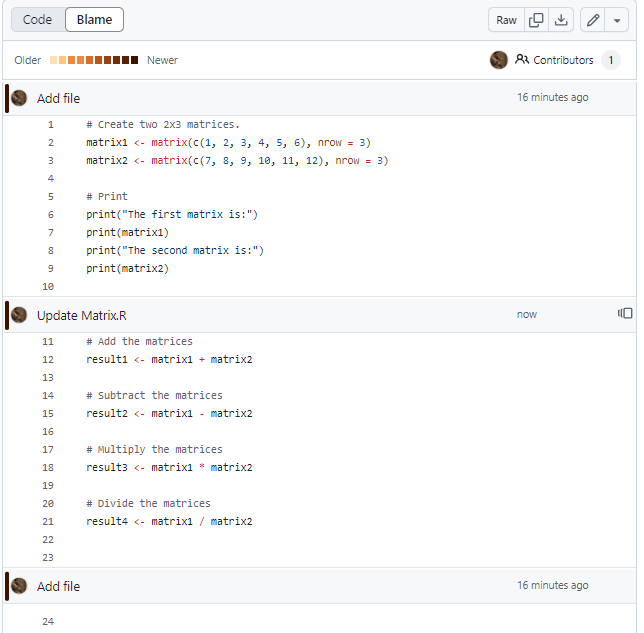 Code Blame Raw
Older Newer Contributors 1
Add file 16 minutes ago
1 # Create two 2x3 matrices.
2 matrix1 <- matrix(c(1, 2, 3, 4, 5, 6), nrow = 3)
3 matrix2 <- matrix(c(7, 8, 9, 10, 11, 12), nrow = 3)
4
5 # Print
6 print("The first matrix is:")
7 print(matrix1)
8 print("The second matrix is:")
9 print(matrix2)
10
Update Matrix.R now
11 # Add the matrices
12 result1 <- matrix1 + matrix2
13
14 # Subtract the matrices
15 result2 <- matrix1 - matrix2
16
17 # Multiply the matrices
18 result3 <- matrix1 * matrix2
19
20 # Divide the matrices
21 result4 <- matrix1 / matrix2
22
23
Add file 16 minutes ago
24